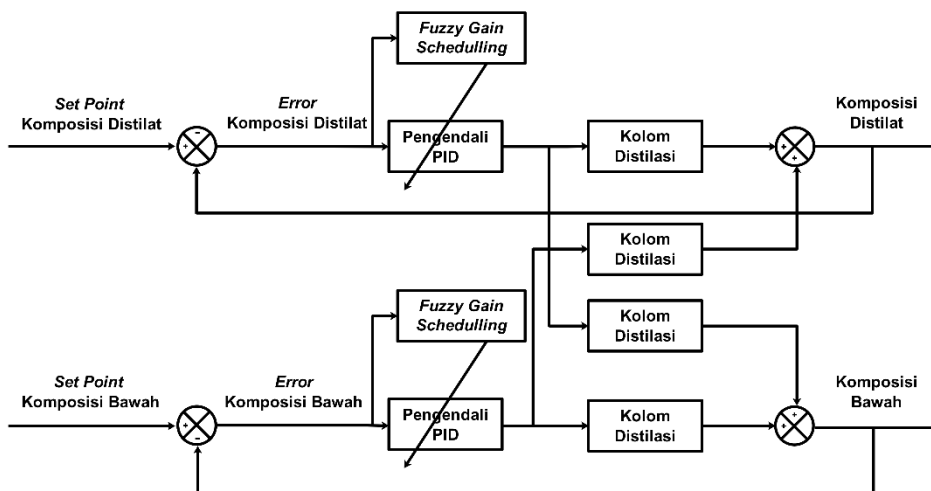 Fuzzy Gain
Schedulling
Set Point
Komposisi Distilat
Error
Komposisi Distilat
Komposisi
Distilat
Pengendali
PID
Kolom
Distilasi
−
+
+
+
Kolom
Distilasi
Fuzzy Gain
Schedulling
Kolom
Distilasi
Set Point
Komposisi Bawah
Error
Komposisi Bawah
Komposisi
Bawah
Pengendali
PID
Kolom
Distilasi
+
−
+
+